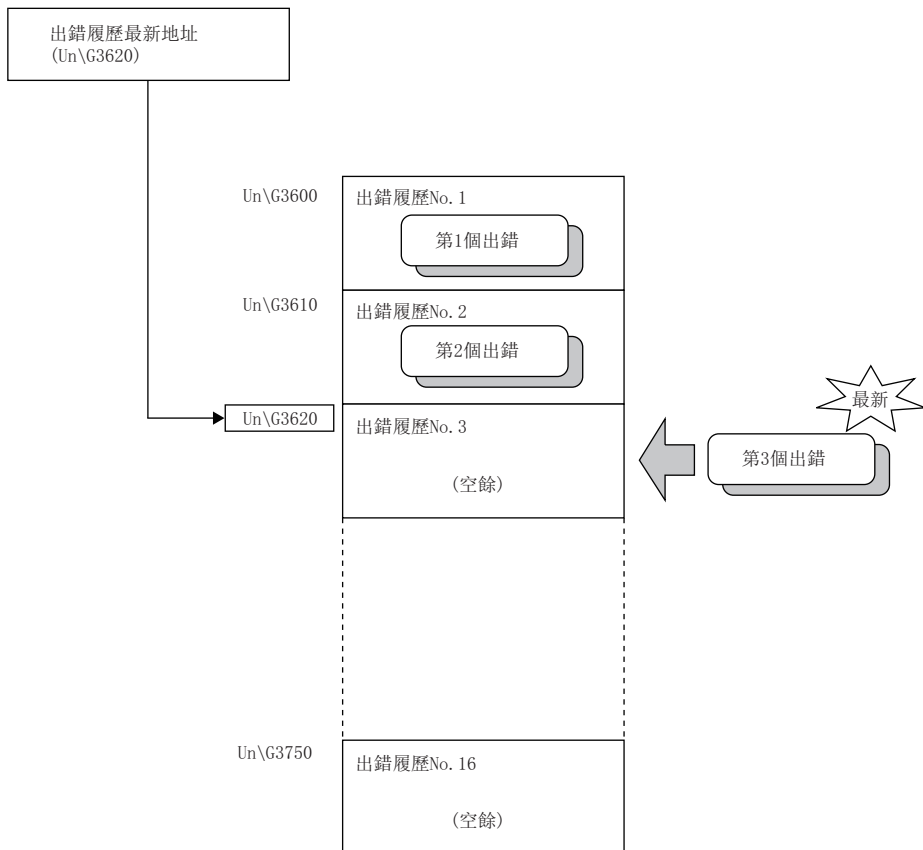 出錯履歷最新地址
(Un\G3620)
Un\G3600
出錯履歷No.1
第1個出錯
Un\G3610
出錯履歷No.2
第2個出錯
最新
Un\G3620
出錯履歷No.3
第3個出錯
(空餘)
Un\G3750
出錯履歷No.16
(空餘)